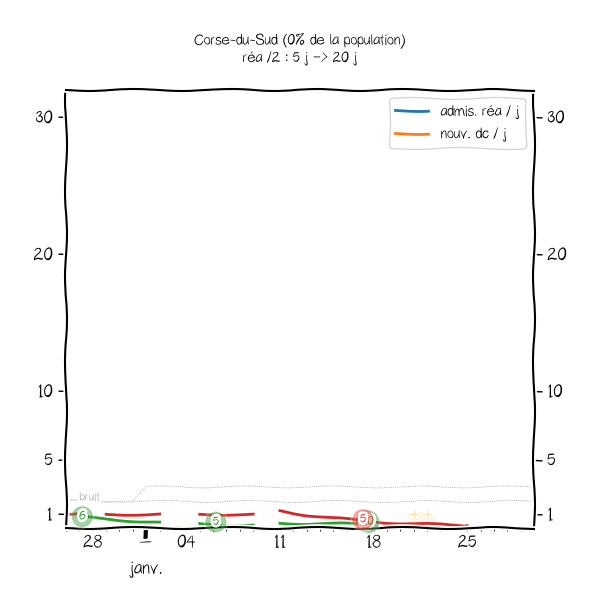 Corse-du-Sud (0% de la population)
réa /2 : 5 j -> 20 j
admis. réa / j
nouv. dc / j
30 30
20 20
10 10
5 5
bruit
1 6 5 5 0 1
28 04 11 18 25
janv.